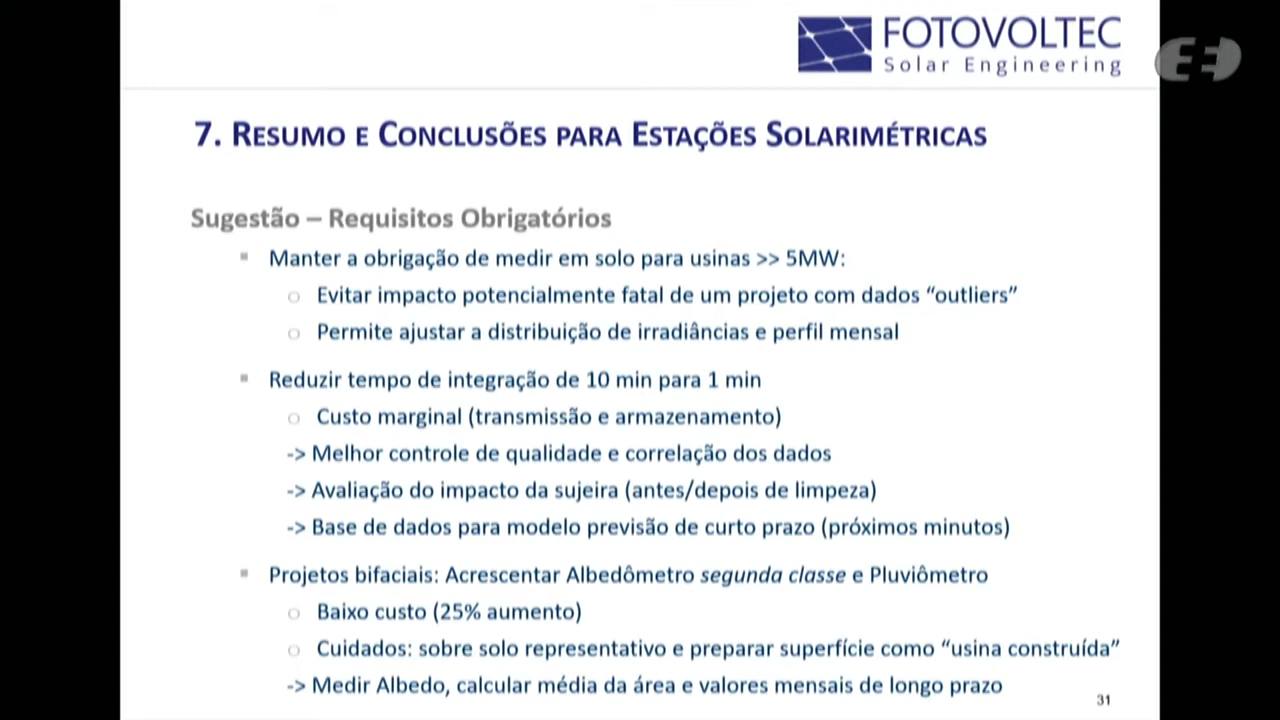 FOTOVOLTEC
Solar Engineering
7. RESUMO E CONCLUSÕES PARA ESTAÇÕES SOLARIMÉTRICAS
Sugestão – Requisitos Obrigatórios
Manter a obrigação de medir em solo para usinas >> 5MW:
Evitar impacto potencialmente fatal de um projeto com dados “outliers”
Permite ajustar a distribuição de irradiâncias e perfil mensal
Reduzir tempo de integração de 10 min para 1 min
Custo marginal (transmissão e armazenamento)
-> Melhor controle de qualidade e correlação dos dados
-> Avaliação do impacto da sujeira (antes/depois de limpeza)
-> Base de dados para modelo previsão de curto prazo (próximos minutos)
Projetos bifaciais: Acrescentar Albedômetro segunda classe e Pluviômetro
Baixo custo (25% aumento)
Cuidados: sobre solo representativo e preparar superfície como “usina construída”
-> Medir Albedo, calcular média da área e valores mensais de longo prazo
31